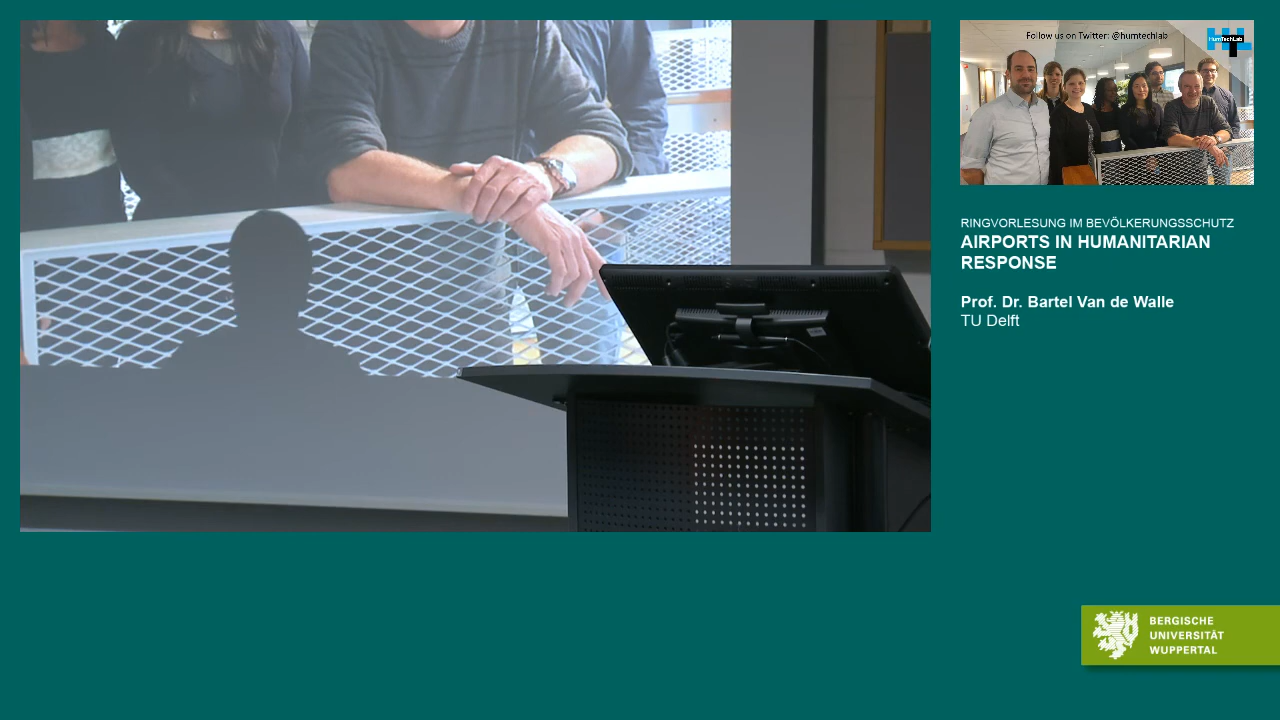 Follow us on Twitter: @humtechlab
HumTechLab
RINGVORLESUNG IM BEVÖLKERUNGSSCHUTZ
AIRPORTS IN HUMANITARIAN
RESPONSE
Prof. Dr. Bartel Van de Walle
TU Delft
BERGISCHE
UNIVERSITÄT
WUPPERTAL